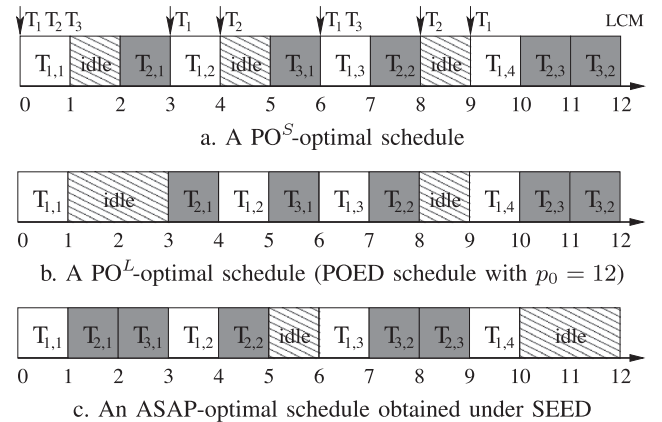 T₁ T₂ T₃ T₁ T₂ T₁ T₃ T₂ T₁ LCM
T₁,₁ idle T₂,₁ T₁,₂ idle T₃,₁ T₁,₃ T₂,₂ idle T₁,₄ T₂,₃ T₃,₂
0 1 2 3 4 5 6 7 8 9 10 11 12
a. A POˢ-optimal schedule
T₁,₁ idle T₂,₁ T₁,₂ T₃,₁ T₁,₃ T₂,₂ idle T₁,₄ T₂,₃ T₃,₂
0 1 2 3 4 5 6 7 8 9 10 11 12
b. A POᴸ-optimal schedule (POED schedule with p₀ = 12)
T₁,₁ T₂,₁ T₃,₁ T₁,₂ T₂,₂ idle T₁,₃ T₃,₂ T₂,₃ T₁,₄ idle
0 1 2 3 4 5 6 7 8 9 10 11 12
c. An ASAP-optimal schedule obtained under SEED